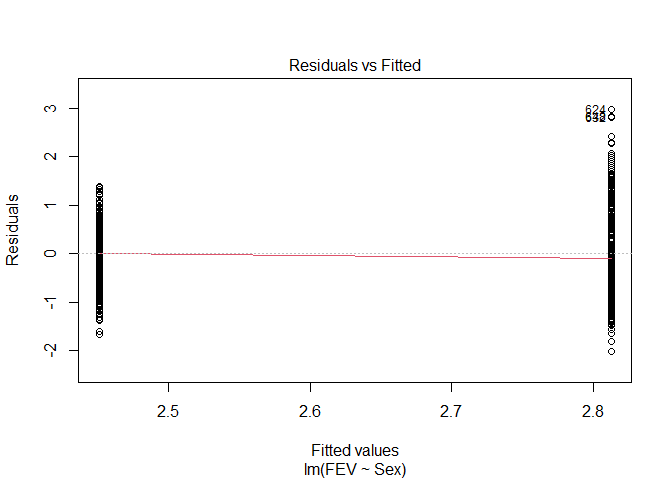 Residuals vs Fitted
Residuals
3
2
1
0
-1
-2
624
2.5 2.6 2.7 2.8
Fitted values
lm(FEV ~ Sex)